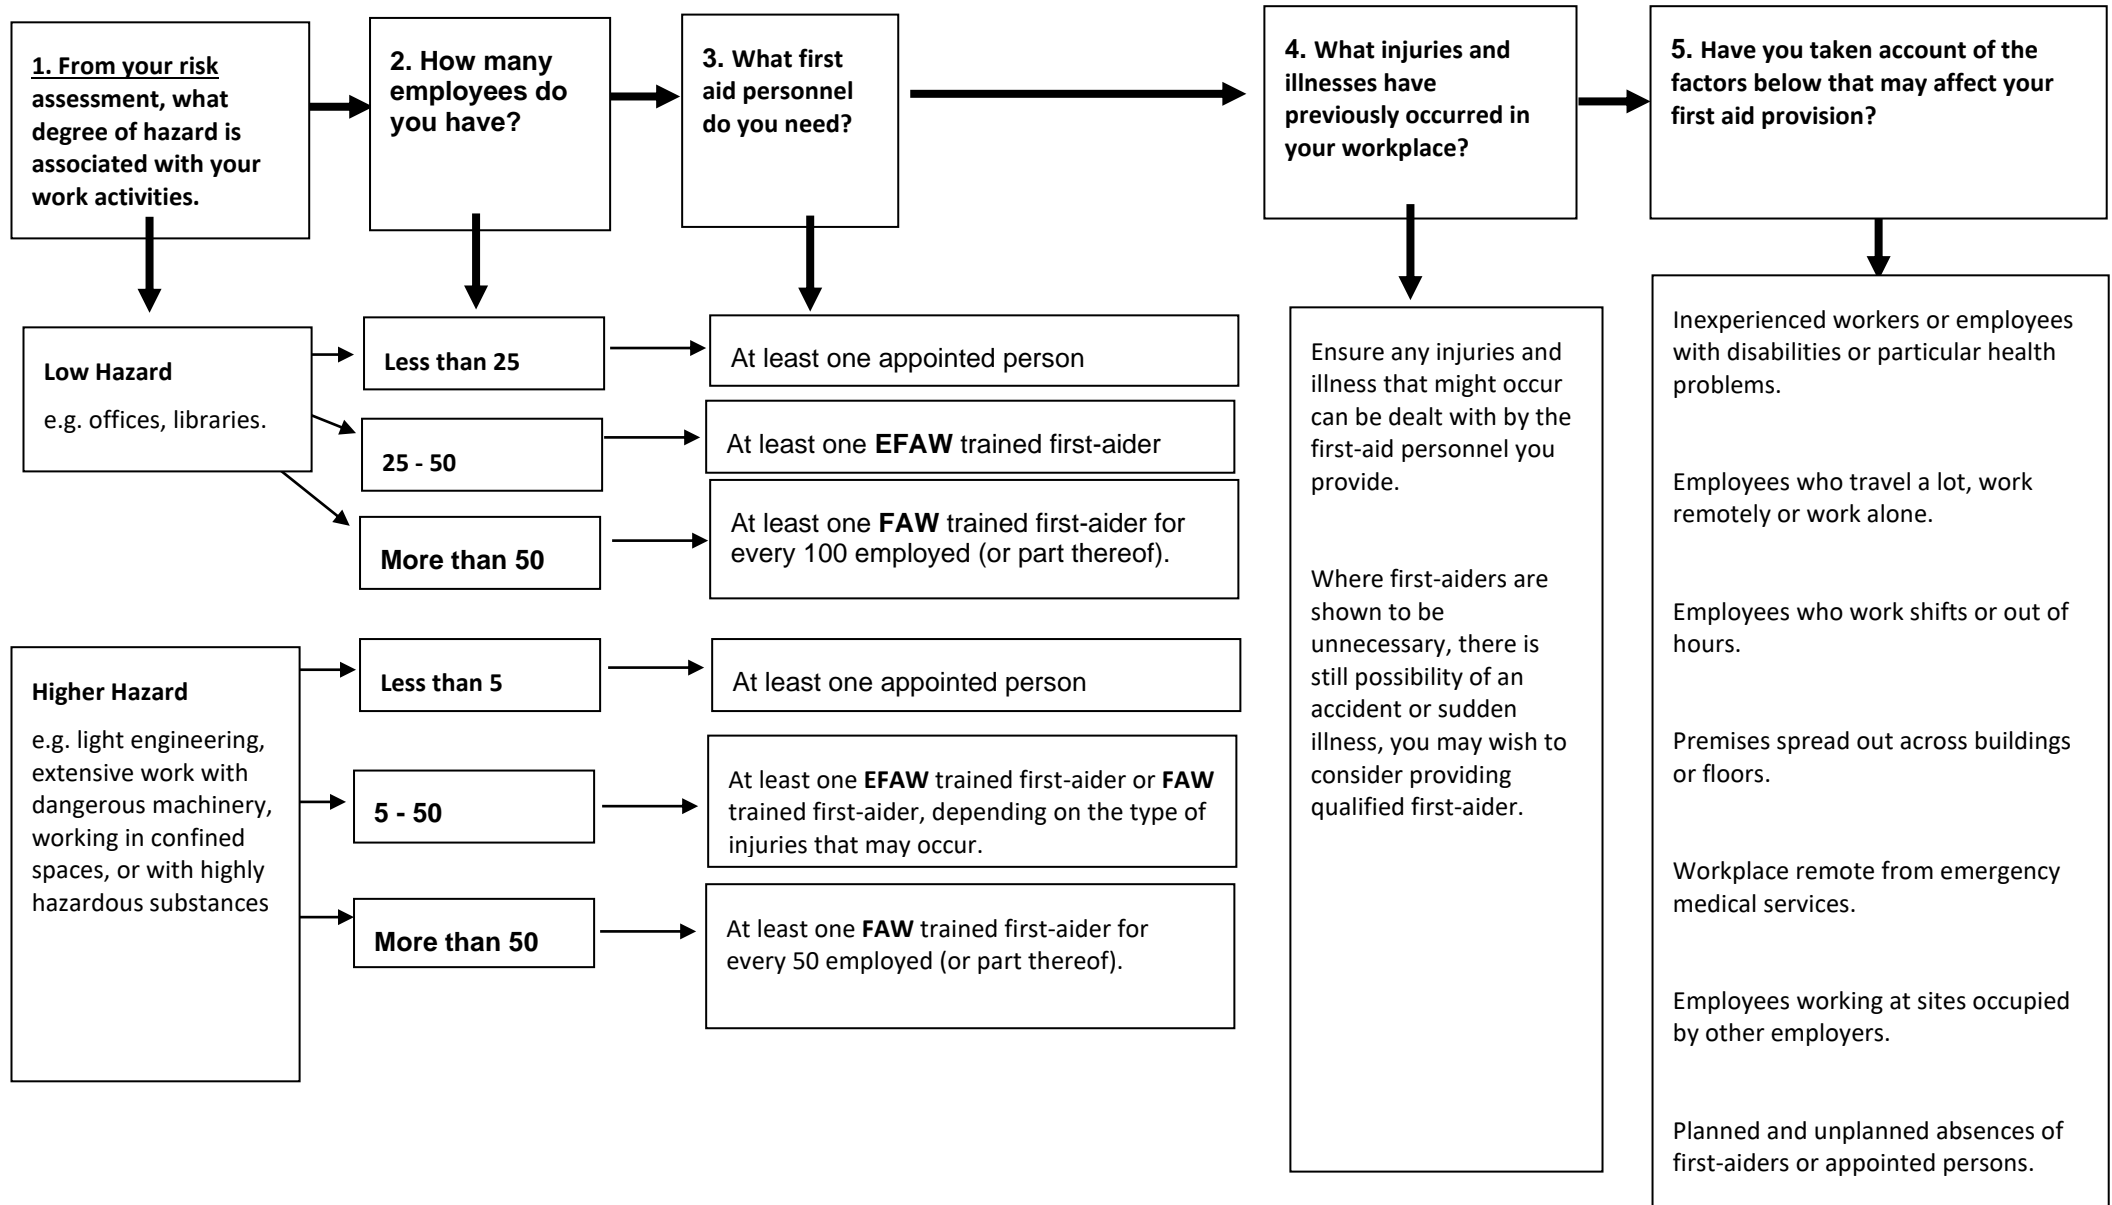 1. From your risk
assessment, what
degree of hazard is
associated with your
work activities.
2. How many
employees do
you have?
3. What first
aid personnel
do you need?
4. What injuries and
illnesses have
previously occurred in
your workplace?
5. Have you taken account of the
factors below that may affect your
first aid provision?
Low Hazard
e.g. offices, libraries.
Less than 25
At least one appointed person
25 - 50
At least one EFAW trained first-aider
More than 50
At least one FAW trained first-aider for
every 100 employed (or part thereof).
Higher Hazard
e.g. light engineering,
extensive work with
dangerous machinery,
working in confined
spaces, or with highly
hazardous substances
Less than 5
At least one appointed person
5 - 50
At least one EFAW trained first-aider or FAW
trained first-aider, depending on the type of
injuries that may occur.
More than 50
At least one FAW trained first-aider for
every 50 employed (or part thereof).
Ensure any injuries and
illness that might occur
can be dealt with by the
first-aid personnel you
provide.
Where first-aiders are
shown to be
unnecessary, there is
still possibility of an
accident or sudden
illness, you may wish to
consider providing
qualified first-aider.
Inexperienced workers or employees
with disabilities or particular health
problems.
Employees who travel a lot, work
remotely or work alone.
Employees who work shifts or out of
hours.
Premises spread out across buildings
or floors.
Workplace remote from emergency
medical services.
Employees working at sites occupied
by other employers.
Planned and unplanned absences of
first-aiders or appointed persons.